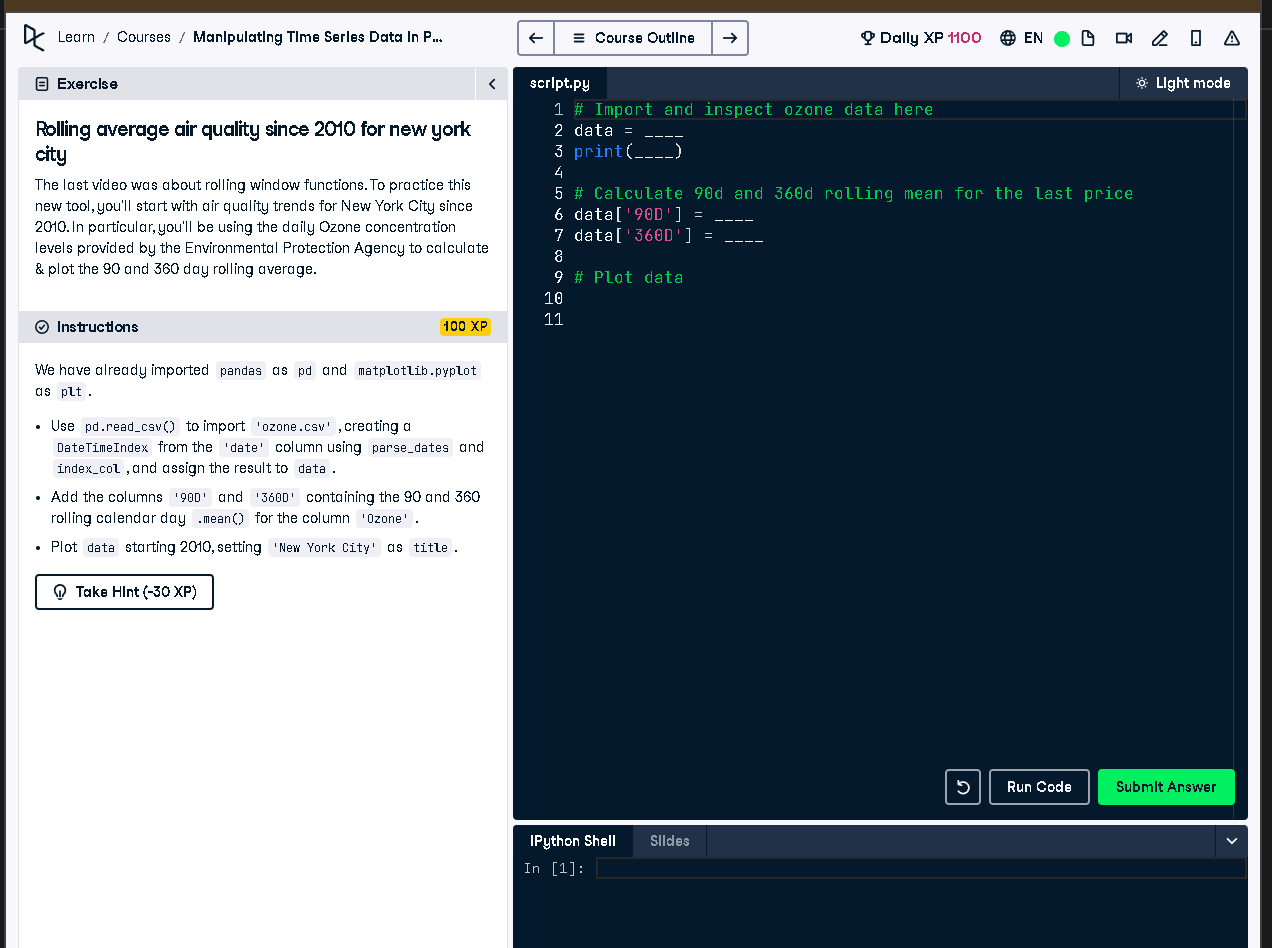 Learn / Courses / Manipulating Time Series Data in P...
Course Outline
Daily XP 1100
EN
Exercise
Rolling average air quality since 2010 for new york
city
The last video was about rolling window functions. To practice this
new tool, you'll start with air quality trends for New York City since
2010. In particular, you'll be using the daily Ozone concentration
levels provided by the Environmental Protection Agency to calculate
& plot the 90 and 360 day rolling average.
Instructions
100 XP
We have already imported pandas as pd and matplotlib.pyplot
as plt.
• Use pd.read_csv() to import 'ozone.csv', creating a
DateTimeIndex from the 'date' column using parse_dates and
index_col, and assign the result to data.
• Add the columns '90D' and '360D' containing the 90 and 360
rolling calendar day .mean() for the column 'Ozone'.
• Plot data starting 2010, setting 'New York City' as title.
Take Hint (-30 XP)
script.py
Light mode
1 # Import and inspect ozone data here
2 data = ____
3 print(____)
4
5 # Calculate 90d and 360d rolling mean for the last price
6 data['90D'] = ____
7 data['360D'] = ____
8
9 # Plot data
10
11
Run Code
Submit Answer
IPython Shell
Slides
In [1]: